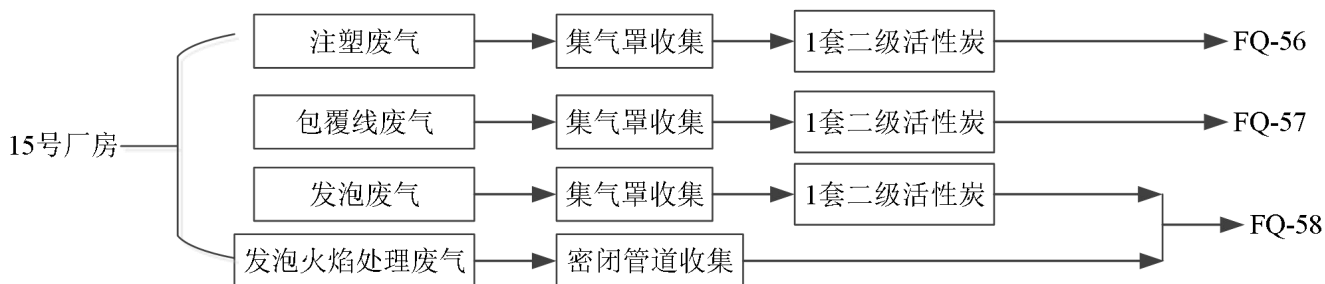 注塑废气
集气罩收集
1套二级活性炭
FQ-56
包覆线废气
集气罩收集
1套二级活性炭
FQ-57
15号厂房
发泡废气
集气罩收集
1套二级活性炭
FQ-58
发泡火焰处理废气
密闭管道收集